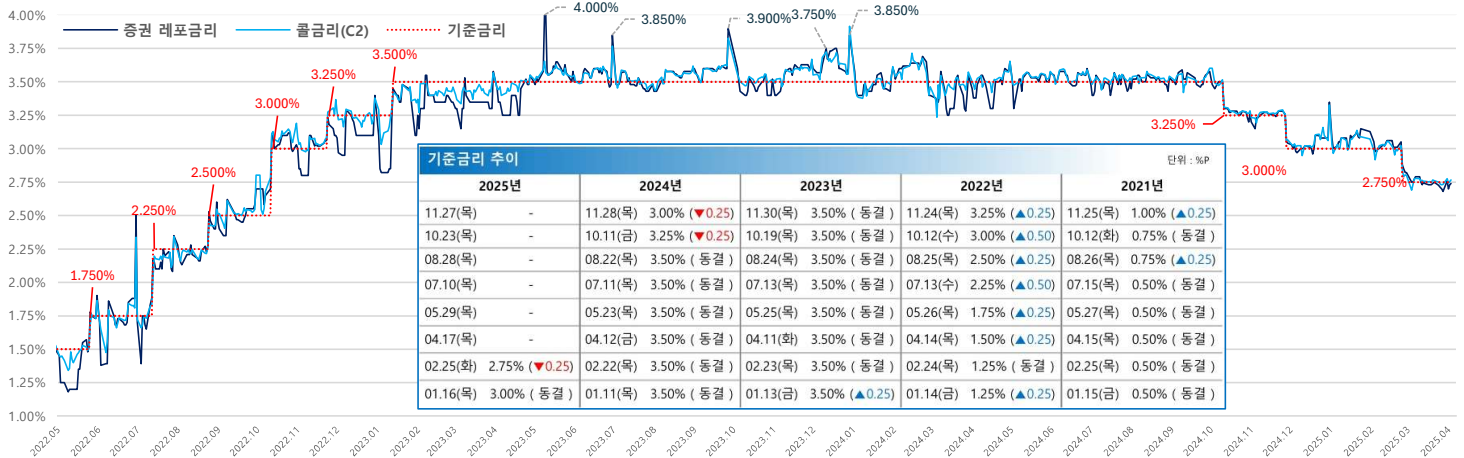 4.00%
3.75%
3.50%
3.25%
3.00%
2.75%
2.50%
2.25%
2.00%
1.75%
1.50%
1.25%
1.00%
증권 레포금리 콜금리(C2) 기준금리
4.000%
3.850%
3.900%
3.750%
3.850%
1.750%
2.250%
2.500%
3.000%
3.250%
3.500%
3.250%
3.000%
2.750%
기준금리 추이 단위 : %P
2025년 2024년 2023년 2022년 2021년
11.27(목) - 11.28(목) 3.00% (▼0.25) 11.30(목) 3.50% ( 동결 ) 11.24(목) 3.25% (▲0.25) 11.25(목) 1.00% (▲0.25)
10.23(목) - 10.11(금) 3.25% (▼0.25) 10.19(목) 3.50% ( 동결 ) 10.12(수) 3.00% (▲0.50) 10.12(화) 0.75% ( 동결 )
08.28(목) - 08.22(목) 3.50% ( 동결 ) 08.24(목) 3.50% ( 동결 ) 08.25(목) 2.50% (▲0.25) 08.26(목) 0.75% (▲0.25)
07.10(목) - 07.11(목) 3.50% ( 동결 ) 07.13(목) 3.50% ( 동결 ) 07.13(수) 2.25% (▲0.50) 07.15(목) 0.50% ( 동결 )
05.29(목) - 05.23(목) 3.50% ( 동결 ) 05.25(목) 3.50% ( 동결 ) 05.26(목) 1.75% (▲0.25) 05.27(목) 0.50% ( 동결 )
04.17(목) - 04.12(금) 3.50% ( 동결 ) 04.11(화) 3.50% ( 동결 ) 04.14(목) 1.50% (▲0.25) 04.15(목) 0.50% ( 동결 )
02.25(화) 2.75% (▼0.25) 02.22(목) 3.50% ( 동결 ) 02.23(목) 3.50% ( 동결 ) 02.24(목) 1.25% ( 동결 ) 02.25(목) 0.50% ( 동결 )
01.16(목) 3.00% ( 동결 ) 01.11(목) 3.50% ( 동결 ) 01.13(금) 3.50% (▲0.25) 01.14(금) 1.25% (▲0.25) 01.15(금) 0.50% ( 동결 )
2022.05 2022.06 2022.07 2022.08 2022.09 2022.10 2022.11 2022.12 2023.01 2023.02 2023.03 2023.04 2023.05 2023.06 2023.07 2023.08 2023.09 2023.10 2023.11 2023.12 2024.01 2024.02 2024.03 2024.04 2024.05 2024.06 2024.07 2024.08 2024.09 2024.10 2024.11 2024.12 2025.01 2025.02 2025.03 2025.04